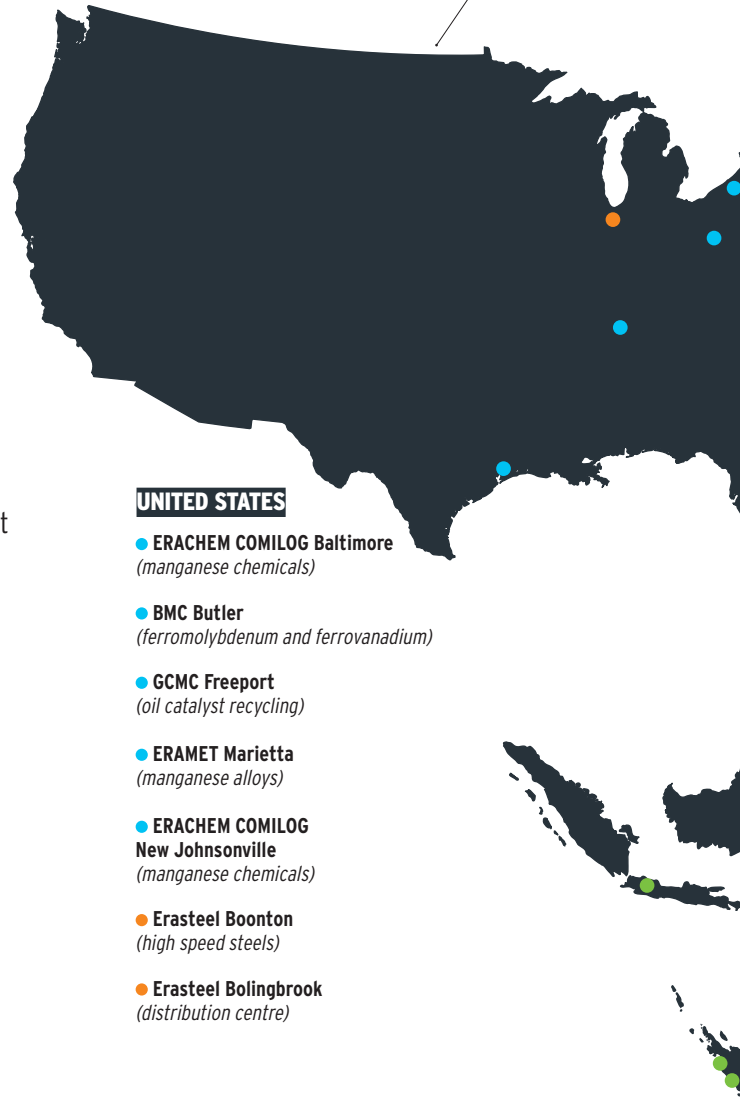 t
UNITED STATES
ERACHEM COMILOG Baltimore
(manganese chemicals)
BMC Butler
(ferromolybdenum and ferrovanadium)
GCMC Freeport
(oil catalyst recycling)
ERAMET Marietta
(manganese alloys)
ERACHEM COMILOG
New Johnsonville
(manganese chemicals)
Erasteel Boonton
(high speed steels)
Erasteel Bolingbrook
(distribution centre)